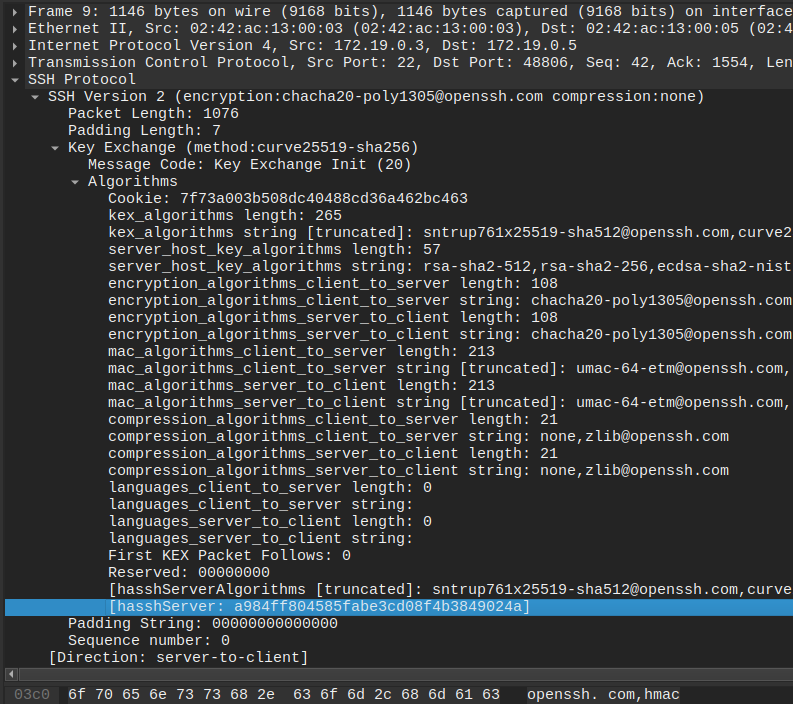 Frame 9: 1146 bytes on wire (9168 bits), 1146 bytes captured (9168 bits) on interface
Ethernet II, Src: 02:42:ac:13:00:03 (02:42:ac:13:00:03), Dst: 02:42:ac:13:00:05 (02:4
Internet Protocol Version 4, Src: 172.19.0.3, Dst: 172.19.0.5
Transmission Control Protocol, Src Port: 22, Dst Port: 48806, Seq: 42, Ack: 1554, Len
SSH Protocol
SSH Version 2 (encryption:chacha20-poly1305@openssh.com compression:none)
Packet Length: 1076
Padding Length: 7
Key Exchange (method:curve25519-sha256)
Message Code: Key Exchange Init (20)
Algorithms
Cookie: 7f73a003b508dc40488cd36a462bc463
kex_algorithms length: 265
kex_algorithms string [truncated]: sntrup761x25519-sha512@openssh.com,curve2
server_host_key_algorithms length: 57
server_host_key_algorithms string: rsa-sha2-512,rsa-sha2-256,ecdsa-sha2-nist
encryption_algorithms_client_to_server length: 108
encryption_algorithms_client_to_server string: chacha20-poly1305@openssh.com
encryption_algorithms_server_to_client length: 108
encryption_algorithms_server_to_client string: chacha20-poly1305@openssh.com
mac_algorithms_client_to_server length: 213
mac_algorithms_client_to_server string [truncated]: umac-64-etm@openssh.com,
mac_algorithms_server_to_client length: 213
mac_algorithms_server_to_client string [truncated]: umac-64-etm@openssh.com,
compression_algorithms_client_to_server length: 21
compression_algorithms_client_to_server string: none,zlib@openssh.com
compression_algorithms_server_to_client length: 21
compression_algorithms_server_to_client string: none,zlib@openssh.com
languages_client_to_server length: 0
languages_client_to_server string:
languages_server_to_client length: 0
languages_server_to_client string:
First KEX Packet Follows: 0
Reserved: 00000000
[hasshServerAlgorithms [truncated]: sntrup761x25519-sha512@openssh.com,curve
[hasshServer: a984ff804585fabe3cd08f4b3849024a]
Padding String: 00000000000000
Sequence number: 0
[Direction: server-to-client]
03c0 6f 70 65 6e 73 73 68 2e 63 6f 6d 2c 68 6d 61 63 openssh. com,hmac